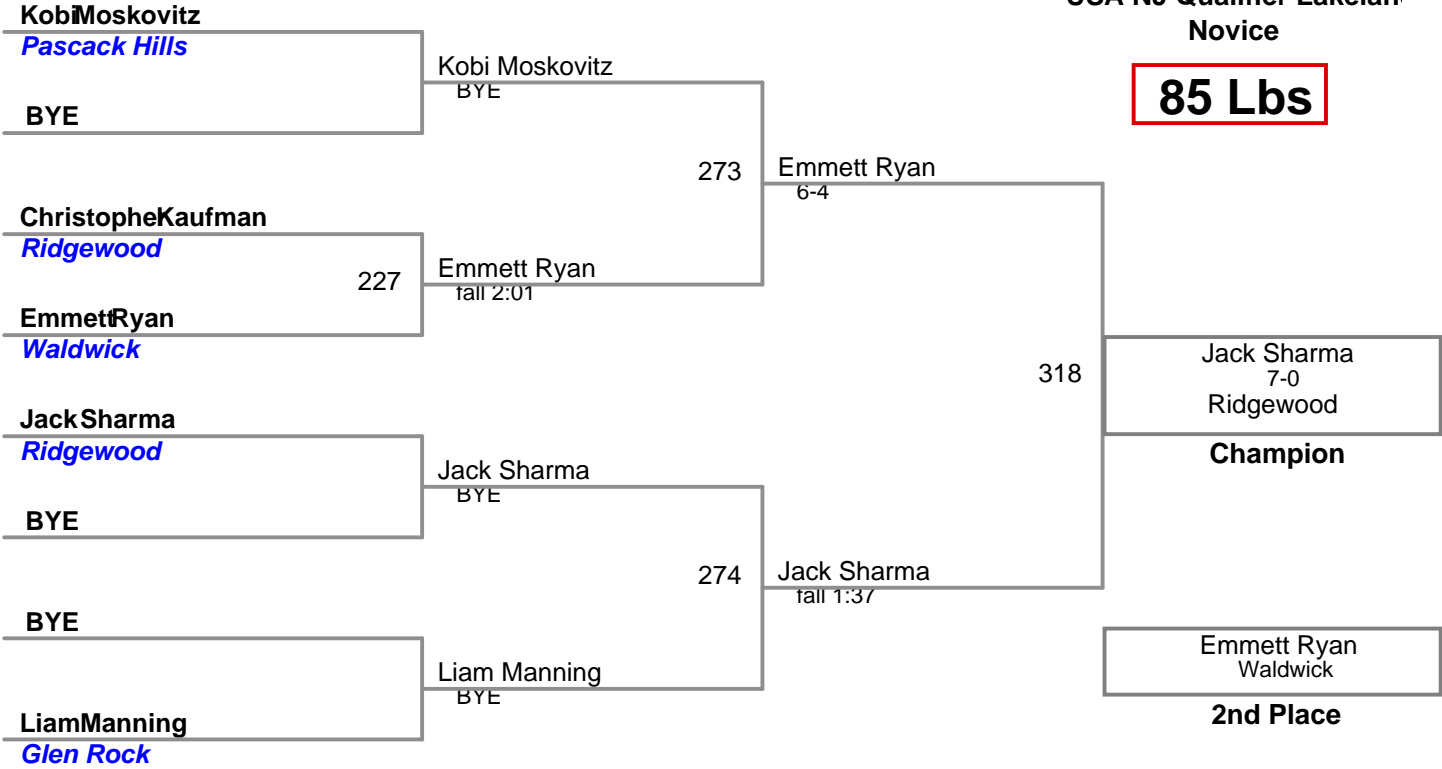 USA NJ Qualifier
Novice
85 Lbs
Kobi Moskovitz
Pascack Hills
BYE
Christophe Kaufman
Ridgewood
Emmett Ryan
Waldwick
Jack Sharma
Ridgewood
BYE
BYE
Liam Manning
Glen Rock
Kobi Moskovitz
BYE
227
Emmett Ryan
fall 2:01
Jack Sharma
BYE
Liam Manning
BYE
273
Emmett Ryan
6-4
274
Jack Sharma
fall 1:37
318
Jack Sharma
7-0
Ridgewood
Champion
Emmett Ryan
Waldwick
2nd Place